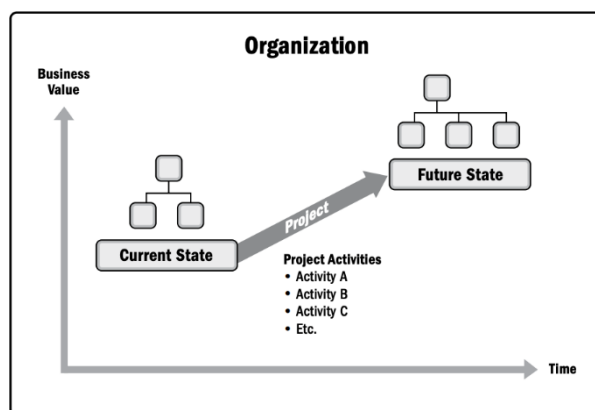 Organization
Business
Value
Future State
Project
Current State
Project Activities
• Activity A
• Activity B
• Activity C
• Etc.
Time